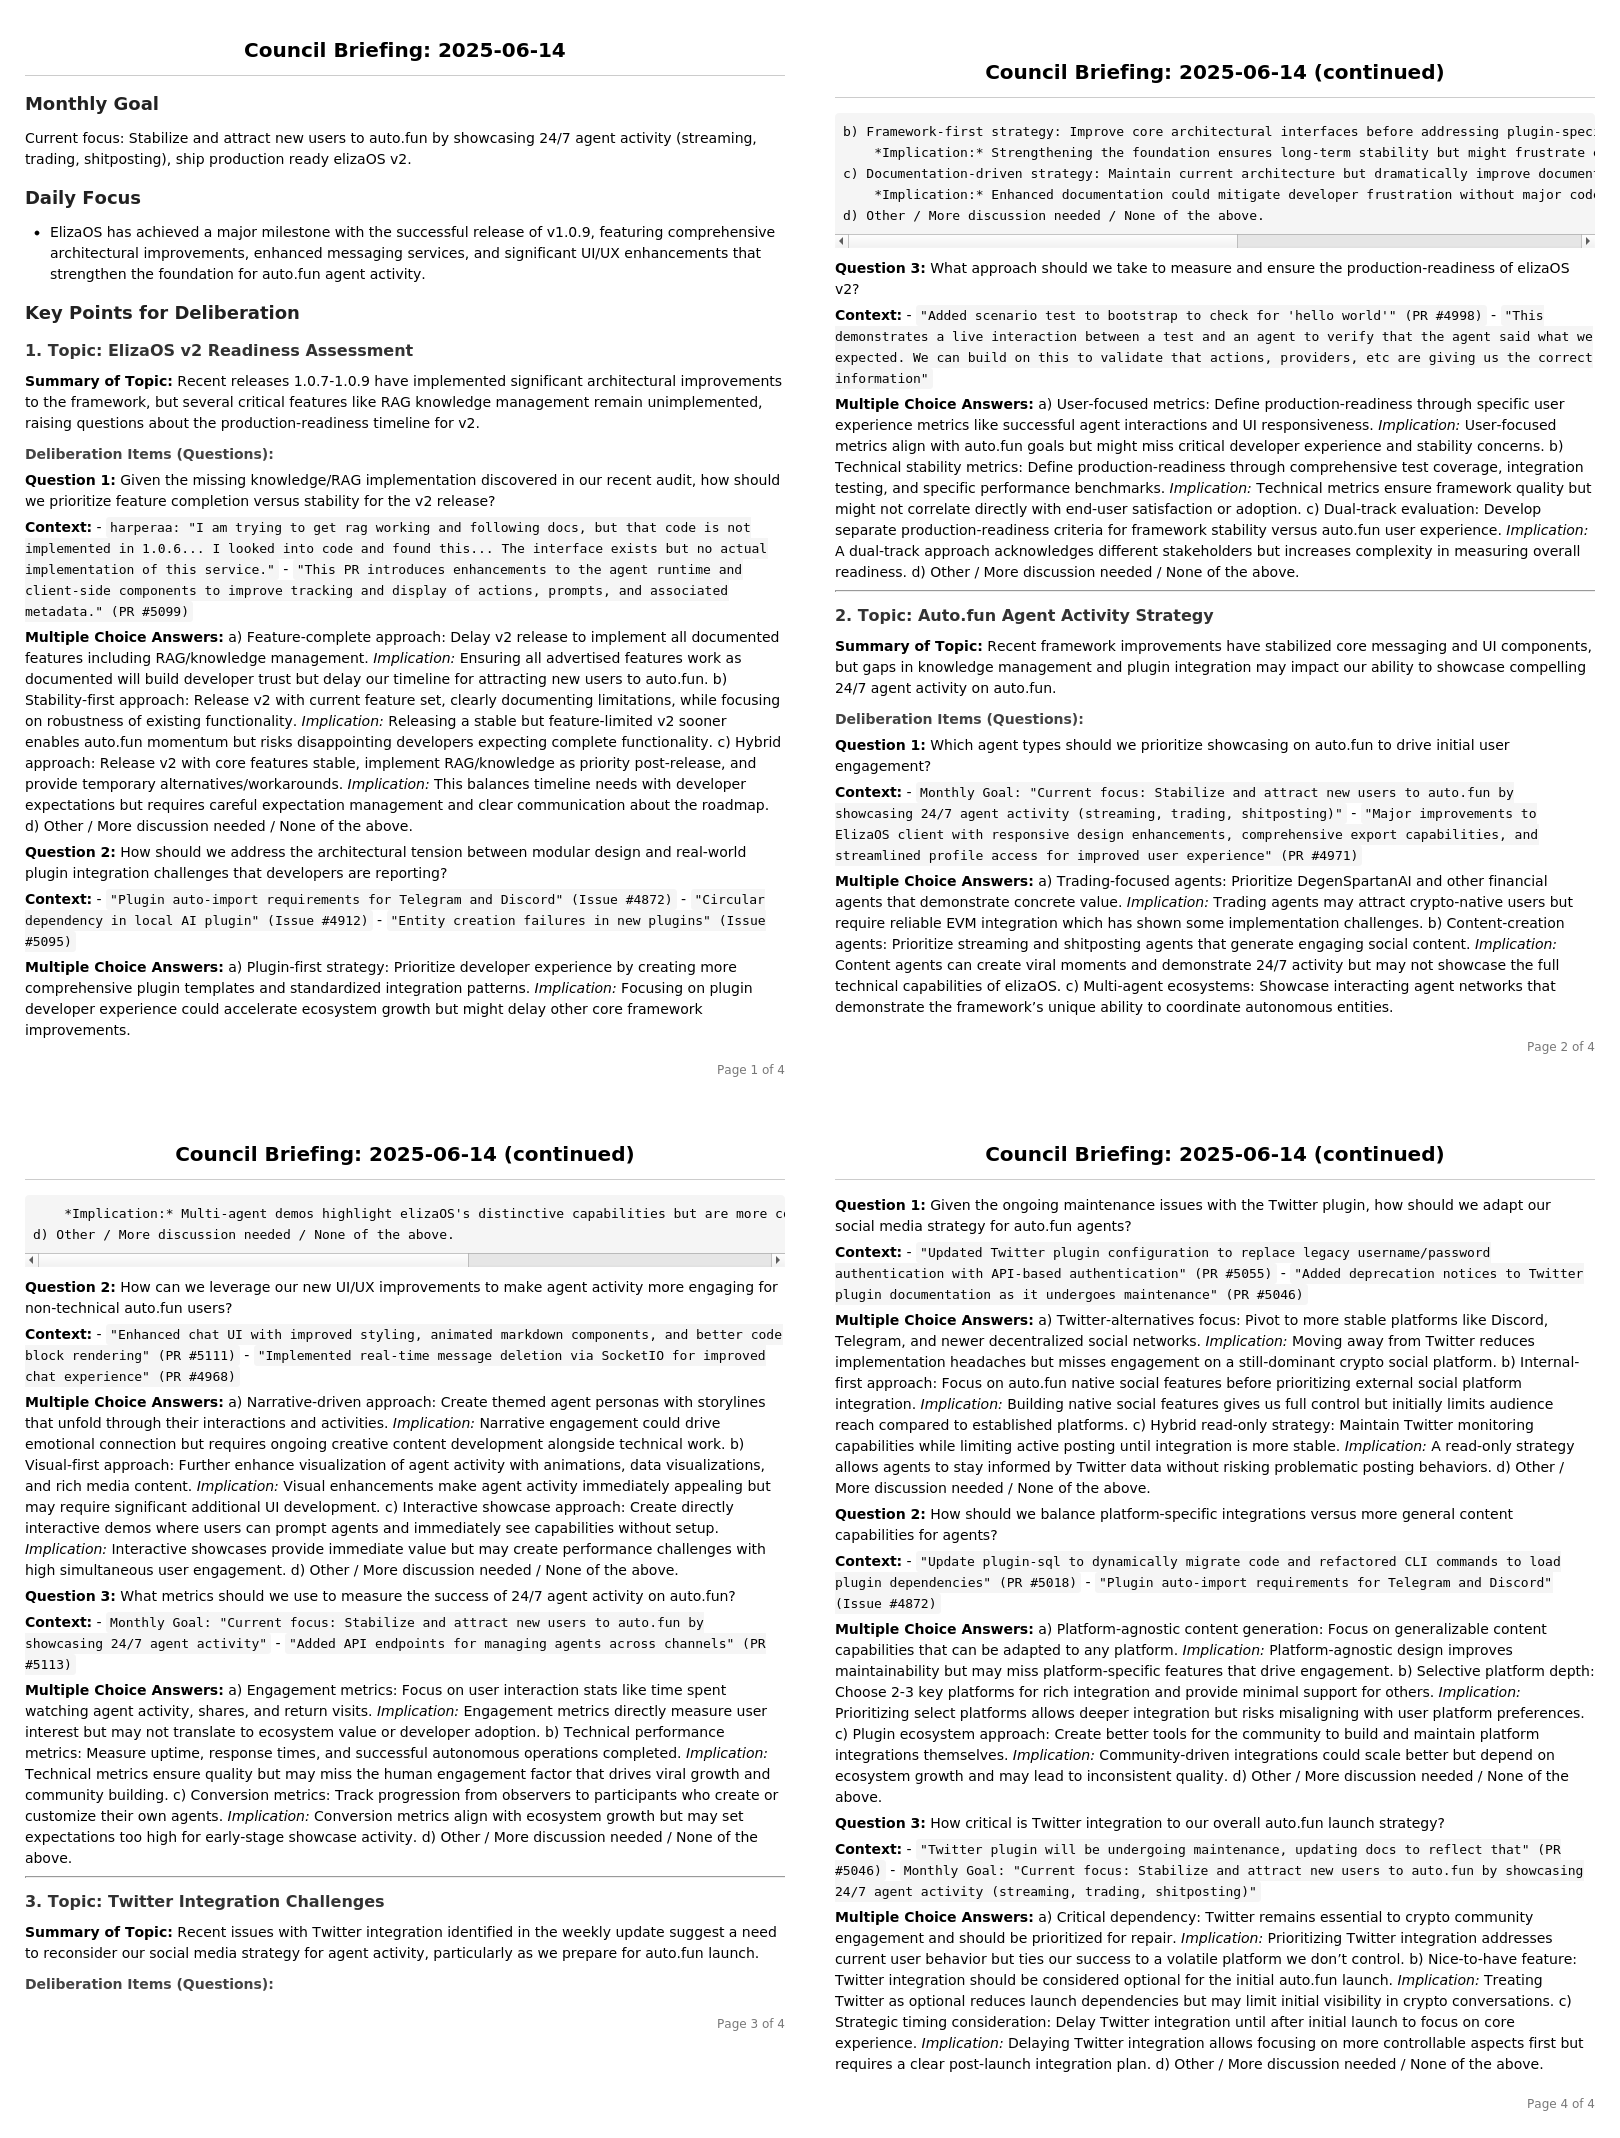 Council Briefing: 2025-06-14
Monthly Goal
Current focus: Stabilize and attract new users to auto.fun by showcasing 24/7 agent activity (streaming,
trading, shitposting), ship production ready elizaOS v2.
Daily Focus
• ElizaOS has achieved a major milestone with the successful release of v1.0.9, featuring comprehensive
architectural improvements, enhanced messaging services, and significant UI/UX enhancements that
strengthen the foundation for auto.fun agent activity.
Key Points for Deliberation
1. Topic: ElizaOS v2 Readiness Assessment
Summary of Topic: Recent releases 1.0.7-1.0.9 have implemented significant architectural improvements
to the framework, but several critical features like RAG knowledge management remain unimplemented,
raising questions about the production-readiness timeline for v2.
Deliberation Items (Questions):
Question 1: Given the missing knowledge/RAG implementation discovered in our recent audit, how should
we prioritize feature completion versus stability for the v2 release?
Context: - harperaa: "I am trying to get rag working and following docs, but that code is not
implemented in 1.0.6... I looked into code and found this... The interface exists but no actual
implementation of this service." - "This PR introduces enhancements to the agent runtime and
client-side components to improve tracking and display of actions, prompts, and associated
metadata." (PR #5099)
Multiple Choice Answers: a) Feature-complete approach: Delay v2 release to implement all documented
features including RAG/knowledge management. Implication: Ensuring all advertised features work as
documented will build developer trust but delay our timeline for attracting new users to auto.fun. b)
Stability-first approach: Release v2 with current feature set, clearly documenting limitations, while focusing
on robustness of existing functionality. Implication: Releasing a stable but feature-limited v2 sooner
enables auto.fun momentum but risks disappointing developers expecting complete functionality. c) Hybrid
approach: Release v2 with core features stable, implement RAG/knowledge as priority post-release, and
provide temporary alternatives/workarounds. Implication: This balances timeline needs with developer
expectations but requires careful expectation management and clear communication about the roadmap.
d) Other / More discussion needed / None of the above.
Question 2: How should we address the architectural tension between modular design and real-world
plugin integration challenges that developers are reporting?
Context: - "Plugin auto-import requirements for Telegram and Discord" (Issue #4872) - "Circular
dependency in local AI plugin" (Issue #4912) - "Entity creation failures in new plugins" (Issue
#5095)
Multiple Choice Answers: a) Plugin-first strategy: Prioritize developer experience by creating more
comprehensive plugin templates and standardized integration patterns. Implication: Focusing on plugin
developer experience could accelerate ecosystem growth but might delay other core framework
improvements.
Page 1 of 4
Council Briefing: 2025-06-14 (continued)
b) Framework-first strategy: Improve core architectural interfaces before addressing plugin-speci
*Implication:* Strengthening the foundation ensures long-term stability but might frustrate
c) Documentation-driven strategy: Maintain current architecture but dramatically improve document
*Implication:* Enhanced documentation could mitigate developer frustration without major code
d) Other / More discussion needed / None of the above.
Question 3: What approach should we take to measure and ensure the production-readiness of elizaOS
v2?
Context: - "Added scenario test to bootstrap to check for 'hello world'" (PR #4998) - "This
demonstrates a live interaction between a test and an agent to verify that the agent said what we
expected. We can build on this to validate that actions, providers, etc are giving us the correct
information"
Multiple Choice Answers: a) User-focused metrics: Define production-readiness through specific user
experience metrics like successful agent interactions and UI responsiveness. Implication: User-focused
metrics align with auto.fun goals but might miss critical developer experience and stability concerns. b)
Technical stability metrics: Define production-readiness through comprehensive test coverage, integration
testing, and specific performance benchmarks. Implication: Technical metrics ensure framework quality but
might not correlate directly with end-user satisfaction or adoption. c) Dual-track evaluation: Develop
separate production-readiness criteria for framework stability versus auto.fun user experience. Implication:
A dual-track approach acknowledges different stakeholders but increases complexity in measuring overall
readiness. d) Other / More discussion needed / None of the above.
2. Topic: Auto.fun Agent Activity Strategy
Summary of Topic: Recent framework improvements have stabilized core messaging and UI components,
but gaps in knowledge management and plugin integration may impact our ability to showcase compelling
24/7 agent activity on auto.fun.
Deliberation Items (Questions):
Question 1: Which agent types should we prioritize showcasing on auto.fun to drive initial user
engagement?
Context: - Monthly Goal: "Current focus: Stabilize and attract new users to auto.fun by
showcasing 24/7 agent activity (streaming, trading, shitposting)" - "Major improvements to
ElizaOS client with responsive design enhancements, comprehensive export capabilities, and
streamlined profile access for improved user experience" (PR #4971)
Multiple Choice Answers: a) Trading-focused agents: Prioritize DegenSpartanAI and other financial
agents that demonstrate concrete value. Implication: Trading agents may attract crypto-native users but
require reliable EVM integration which has shown some implementation challenges. b) Content-creation
agents: Prioritize streaming and shitposting agents that generate engaging social content. Implication:
Content agents can create viral moments and demonstrate 24/7 activity but may not showcase the full
technical capabilities of elizaOS. c) Multi-agent ecosystems: Showcase interacting agent networks that
demonstrate the framework’s unique ability to coordinate autonomous entities.
Page 2 of 4
Council Briefing: 2025-06-14 (continued)
*Implication:* Multi-agent demos highlight elizaOS's distinctive capabilities but are more co
d) Other / More discussion needed / None of the above.
Question 2: How can we leverage our new UI/UX improvements to make agent activity more engaging for
non-technical auto.fun users?
Context: - "Enhanced chat UI with improved styling, animated markdown components, and better code
block rendering" (PR #5111) - "Implemented real-time message deletion via SocketIO for improved
chat experience" (PR #4968)
Multiple Choice Answers: a) Narrative-driven approach: Create themed agent personas with storylines
that unfold through their interactions and activities. Implication: Narrative engagement could drive
emotional connection but requires ongoing creative content development alongside technical work. b)
Visual-first approach: Further enhance visualization of agent activity with animations, data visualizations,
and rich media content. Implication: Visual enhancements make agent activity immediately appealing but
may require significant additional UI development. c) Interactive showcase approach: Create directly
interactive demos where users can prompt agents and immediately see capabilities without setup.
Implication: Interactive showcases provide immediate value but may create performance challenges with
high simultaneous user engagement. d) Other / More discussion needed / None of the above.
Question 3: What metrics should we use to measure the success of 24/7 agent activity on auto.fun?
Context: - Monthly Goal: "Current focus: Stabilize and attract new users to auto.fun by
showcasing 24/7 agent activity" - "Added API endpoints for managing agents across channels" (PR
#5113)
Multiple Choice Answers: a) Engagement metrics: Focus on user interaction stats like time spent
watching agent activity, shares, and return visits. Implication: Engagement metrics directly measure user
interest but may not translate to ecosystem value or developer adoption. b) Technical performance
metrics: Measure uptime, response times, and successful autonomous operations completed. Implication:
Technical metrics ensure quality but may miss the human engagement factor that drives viral growth and
community building. c) Conversion metrics: Track progression from observers to participants who create or
customize their own agents. Implication: Conversion metrics align with ecosystem growth but may set
expectations too high for early-stage showcase activity. d) Other / More discussion needed / None of the
above.
3. Topic: Twitter Integration Challenges
Summary of Topic: Recent issues with Twitter integration identified in the weekly update suggest a need
to reconsider our social media strategy for agent activity, particularly as we prepare for auto.fun launch.
Deliberation Items (Questions):
Page 3 of 4
Council Briefing: 2025-06-14 (continued)
Question 1: Given the ongoing maintenance issues with the Twitter plugin, how should we adapt our
social media strategy for auto.fun agents?
Context: - "Updated Twitter plugin configuration to replace legacy username/password
authentication with API-based authentication" (PR #5055) - "Added deprecation notices to Twitter
plugin documentation as it undergoes maintenance" (PR #5046)
Multiple Choice Answers: a) Twitter-alternatives focus: Pivot to more stable platforms like Discord,
Telegram, and newer decentralized social networks. Implication: Moving away from Twitter reduces
implementation headaches but misses engagement on a still-dominant crypto social platform. b) Internal-
first approach: Focus on auto.fun native social features before prioritizing external social platform
integration. Implication: Building native social features gives us full control but initially limits audience
reach compared to established platforms. c) Hybrid read-only strategy: Maintain Twitter monitoring
capabilities while limiting active posting until integration is more stable. Implication: A read-only strategy
allows agents to stay informed by Twitter data without risking problematic posting behaviors. d) Other /
More discussion needed / None of the above.
Question 2: How should we balance platform-specific integrations versus more general content
capabilities for agents?
Context: - "Update plugin-sql to dynamically migrate code and refactored CLI commands to load
plugin dependencies" (PR #5018) - "Plugin auto-import requirements for Telegram and Discord"
(Issue #4872)
Multiple Choice Answers: a) Platform-agnostic content generation: Focus on generalizable content
capabilities that can be adapted to any platform. Implication: Platform-agnostic design improves
maintainability but may miss platform-specific features that drive engagement. b) Selective platform depth:
Choose 2-3 key platforms for rich integration and provide minimal support for others. Implication:
Prioritizing select platforms allows deeper integration but risks misaligning with user platform preferences.
c) Plugin ecosystem approach: Create better tools for the community to build and maintain platform
integrations themselves. Implication: Community-driven integrations could scale better but depend on
ecosystem growth and may lead to inconsistent quality. d) Other / More discussion needed / None of the
above.
Question 3: How critical is Twitter integration to our overall auto.fun launch strategy?
Context: - "Twitter plugin will be undergoing maintenance, updating docs to reflect that" (PR
#5046) - Monthly Goal: "Current focus: Stabilize and attract new users to auto.fun by showcasing
24/7 agent activity (streaming, trading, shitposting)"
Multiple Choice Answers: a) Critical dependency: Twitter remains essential to crypto community
engagement and should be prioritized for repair. Implication: Prioritizing Twitter integration addresses
current user behavior but ties our success to a volatile platform we don’t control. b) Nice-to-have feature:
Twitter integration should be considered optional for the initial auto.fun launch. Implication: Treating
Twitter as optional reduces launch dependencies but may limit initial visibility in crypto conversations. c)
Strategic timing consideration: Delay Twitter integration until after initial launch to focus on core
experience. Implication: Delaying Twitter integration allows focusing on more controllable aspects first but
requires a clear post-launch integration plan. d) Other / More discussion needed / None of the above.
Page 4 of 4